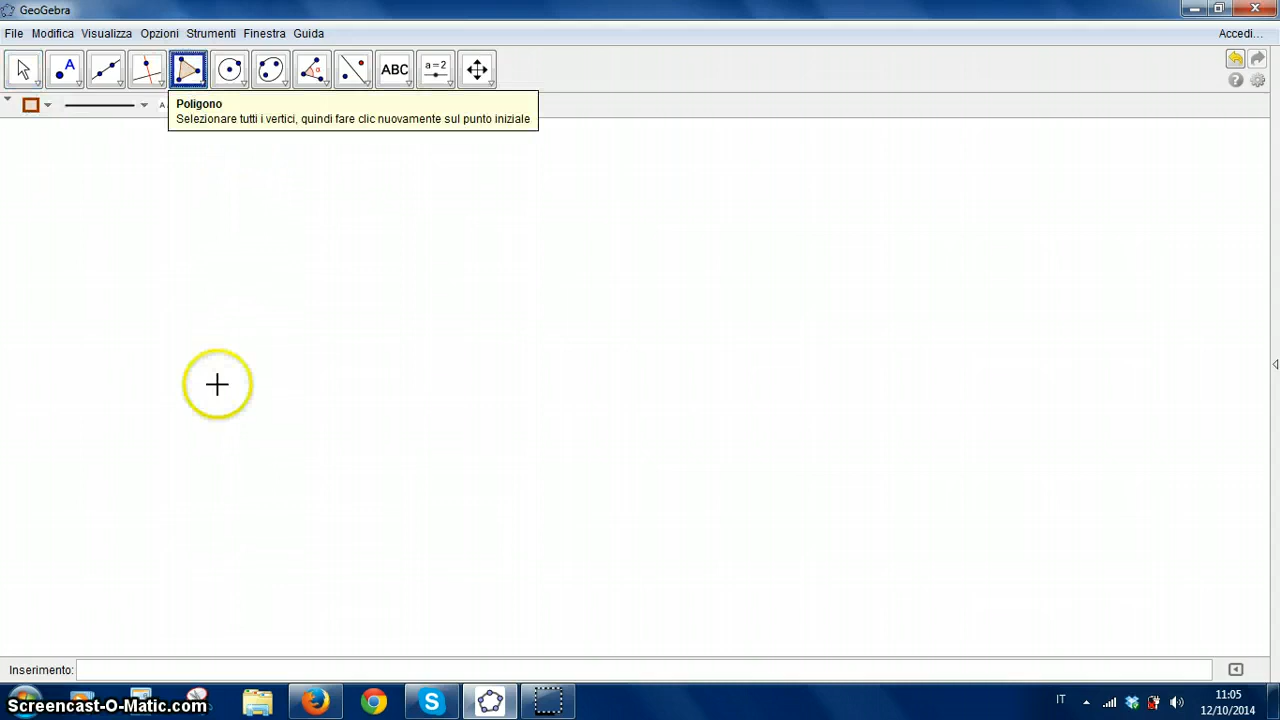 GeoGebra
File Modifica Visualizza Opzioni Strumenti Finestra Guida Accedi...
A ABC a=2
Poligono
Selezionare tutti i vertici, quindi fare clic nuovamente sul punto iniziale
Inserimento:
Screencast-O-Matic.com
IT
11:05
12/10/2014